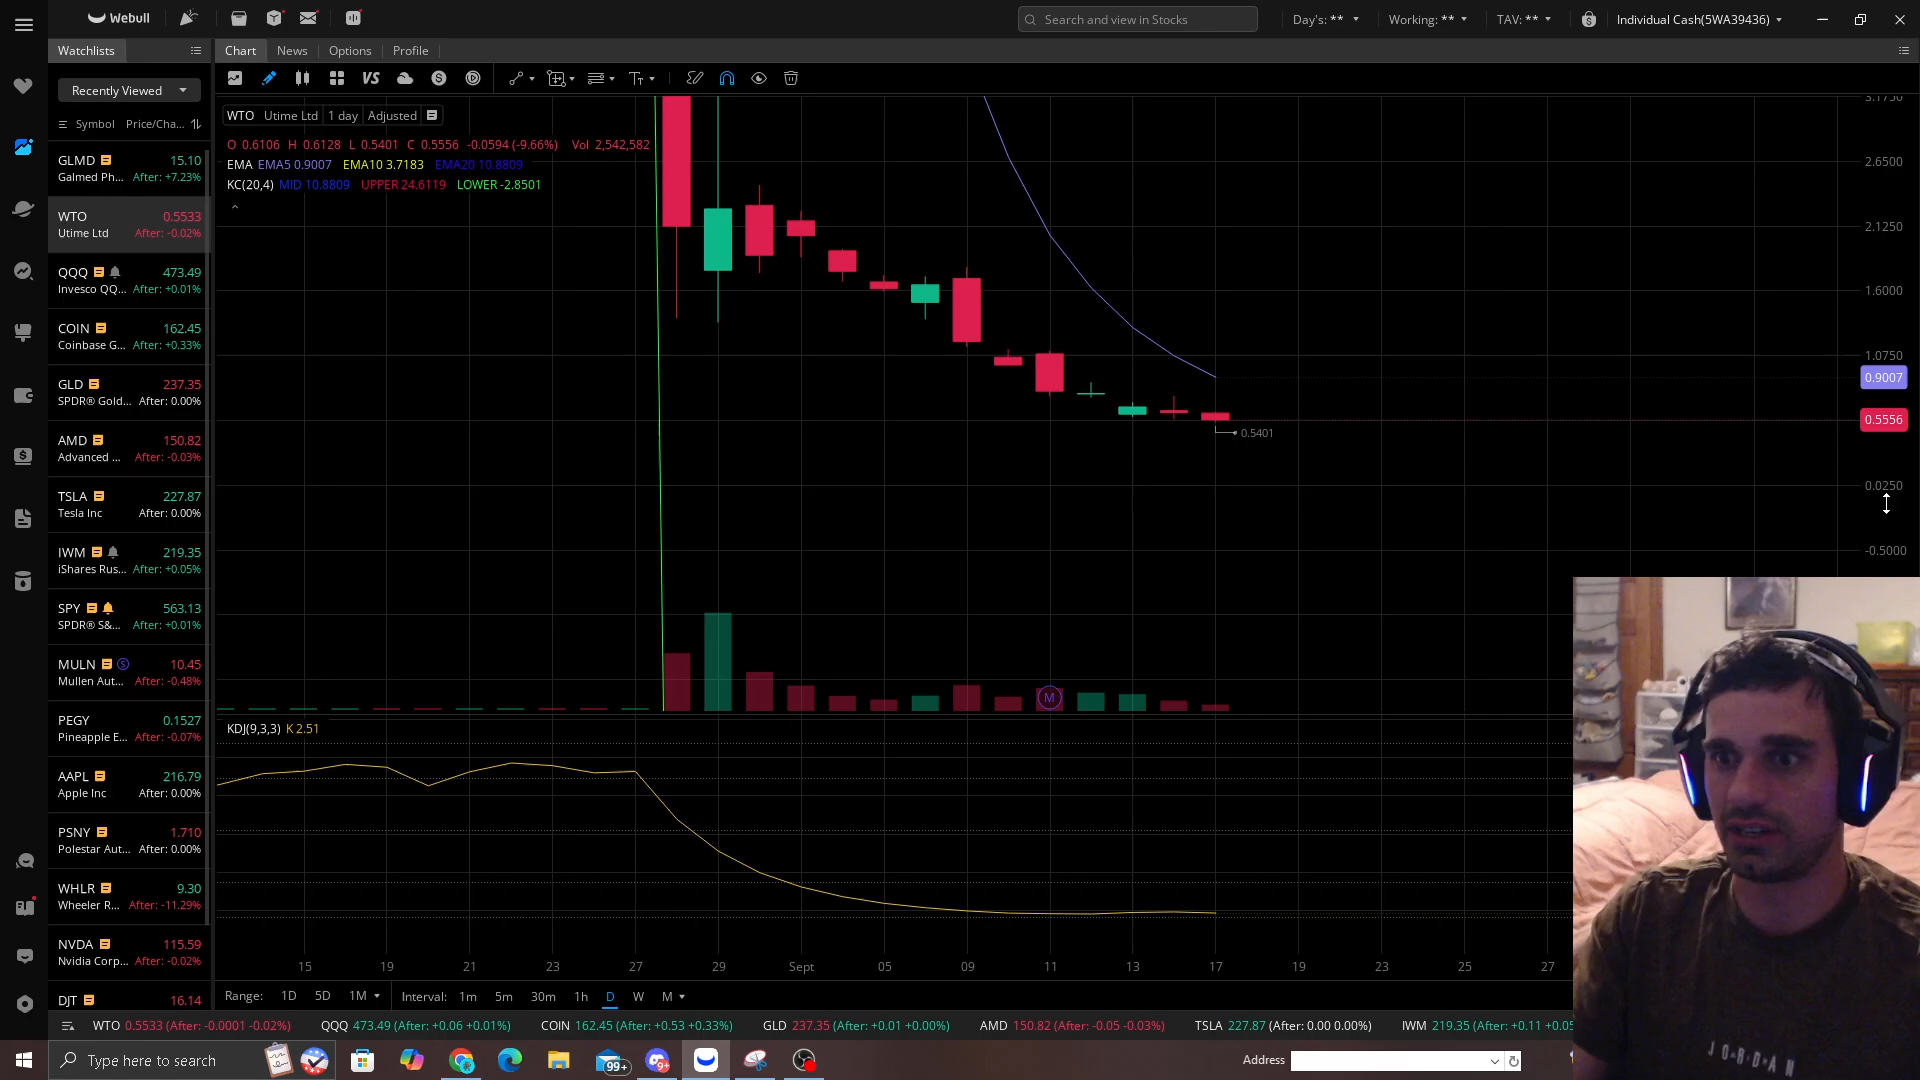 Webull
Search and view in Stocks
Day's: **
Working: **
TAV: **
Individual Cash(5WA39436)
Watchlists
Chart
News
Options
Profile
Recently Viewed
VS
Symbol Price/Cha...
WTO Utime Ltd 1 day Adjusted
O 0.6106 H 0.6128 L 0.5401 C 0.5556 -0.0594 (-9.66%) Vol 2,542,582
EMA EMA5 0.9007 EMA10 3.7183 EMA20 10.8809
KC(20,4) MID 10.8809 UPPER 24.6119 LOWER -2.8501
GLMD 15.10
Galmed Ph... After: +7.23%
WTO 0.5533
Utime Ltd After: -0.02%
QQQ 473.49
Invesco QQ... After: +0.01%
COIN 162.45
Coinbase G... After: +0.33%
GLD 237.35
SPDR® Gold... After: 0.00%
AMD 150.82
Advanced ... After: -0.03%
TSLA 227.87
Tesla Inc After: 0.00%
IWM 219.35
iShares Rus... After: +0.05%
SPY 563.13
SPDR® S&... After: +0.01%
MULN 10.45
Mullen Aut... After: -0.48%
PEGY 0.1527
Pineapple E... After: -0.07%
AAPL 216.79
Apple Inc After: 0.00%
PSNY 1.710
Polestar Aut... After: 0.00%
WHLR 9.30
Wheeler R... After: -11.29%
NVDA 115.59
Nvidia Corp... After: -0.02%
DJT 16.14
3.1750
2.6500
2.1250
1.6000
1.0750
0.9007
0.5556
0.5401
0.0250
-0.5000
M
KDJ(9,3,3) K 2.51
15 19 21 23 27 29 Sept 05 09 11 13 17 19 23 25 27
Range: 1D 5D 1M Interval: 1m 5m 30m 1h D W M
WTO 0.5533 (After: -0.0001 -0.02%) QQQ 473.49 (After: +0.06 +0.01%) COIN 162.45 (After: +0.53 +0.33%) GLD 237.35 (After: +0.01 +0.00%) AMD 150.82 (After: -0.05 -0.03%) TSLA 227.87 (After: 0.00 0.00%) IWM 219.35 (After: +0.11 +0.05
Type here to search
99+
9+
Address
JORDAN